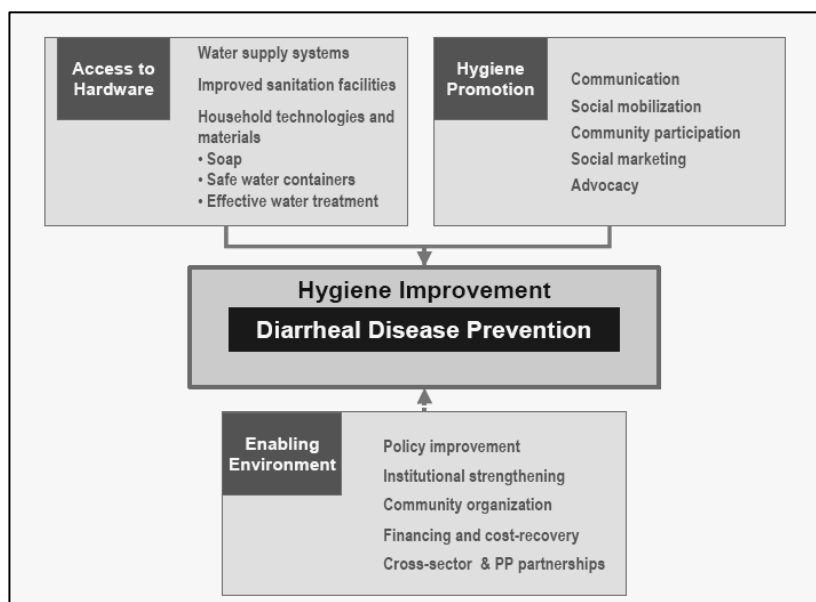 Access to
Hardware
Water supply systems
Improved sanitation facilities
Household technologies and
materials
• Soap
• Safe water containers
• Effective water treatment
Hygiene
Promotion
Communication
Social mobilization
Community participation
Social marketing
Advocacy
Hygiene Improvement
Diarrheal Disease Prevention
Enabling
Environment
Policy improvement
Institutional strengthening
Community organization
Financing and cost-recovery
Cross-sector & PP partnerships